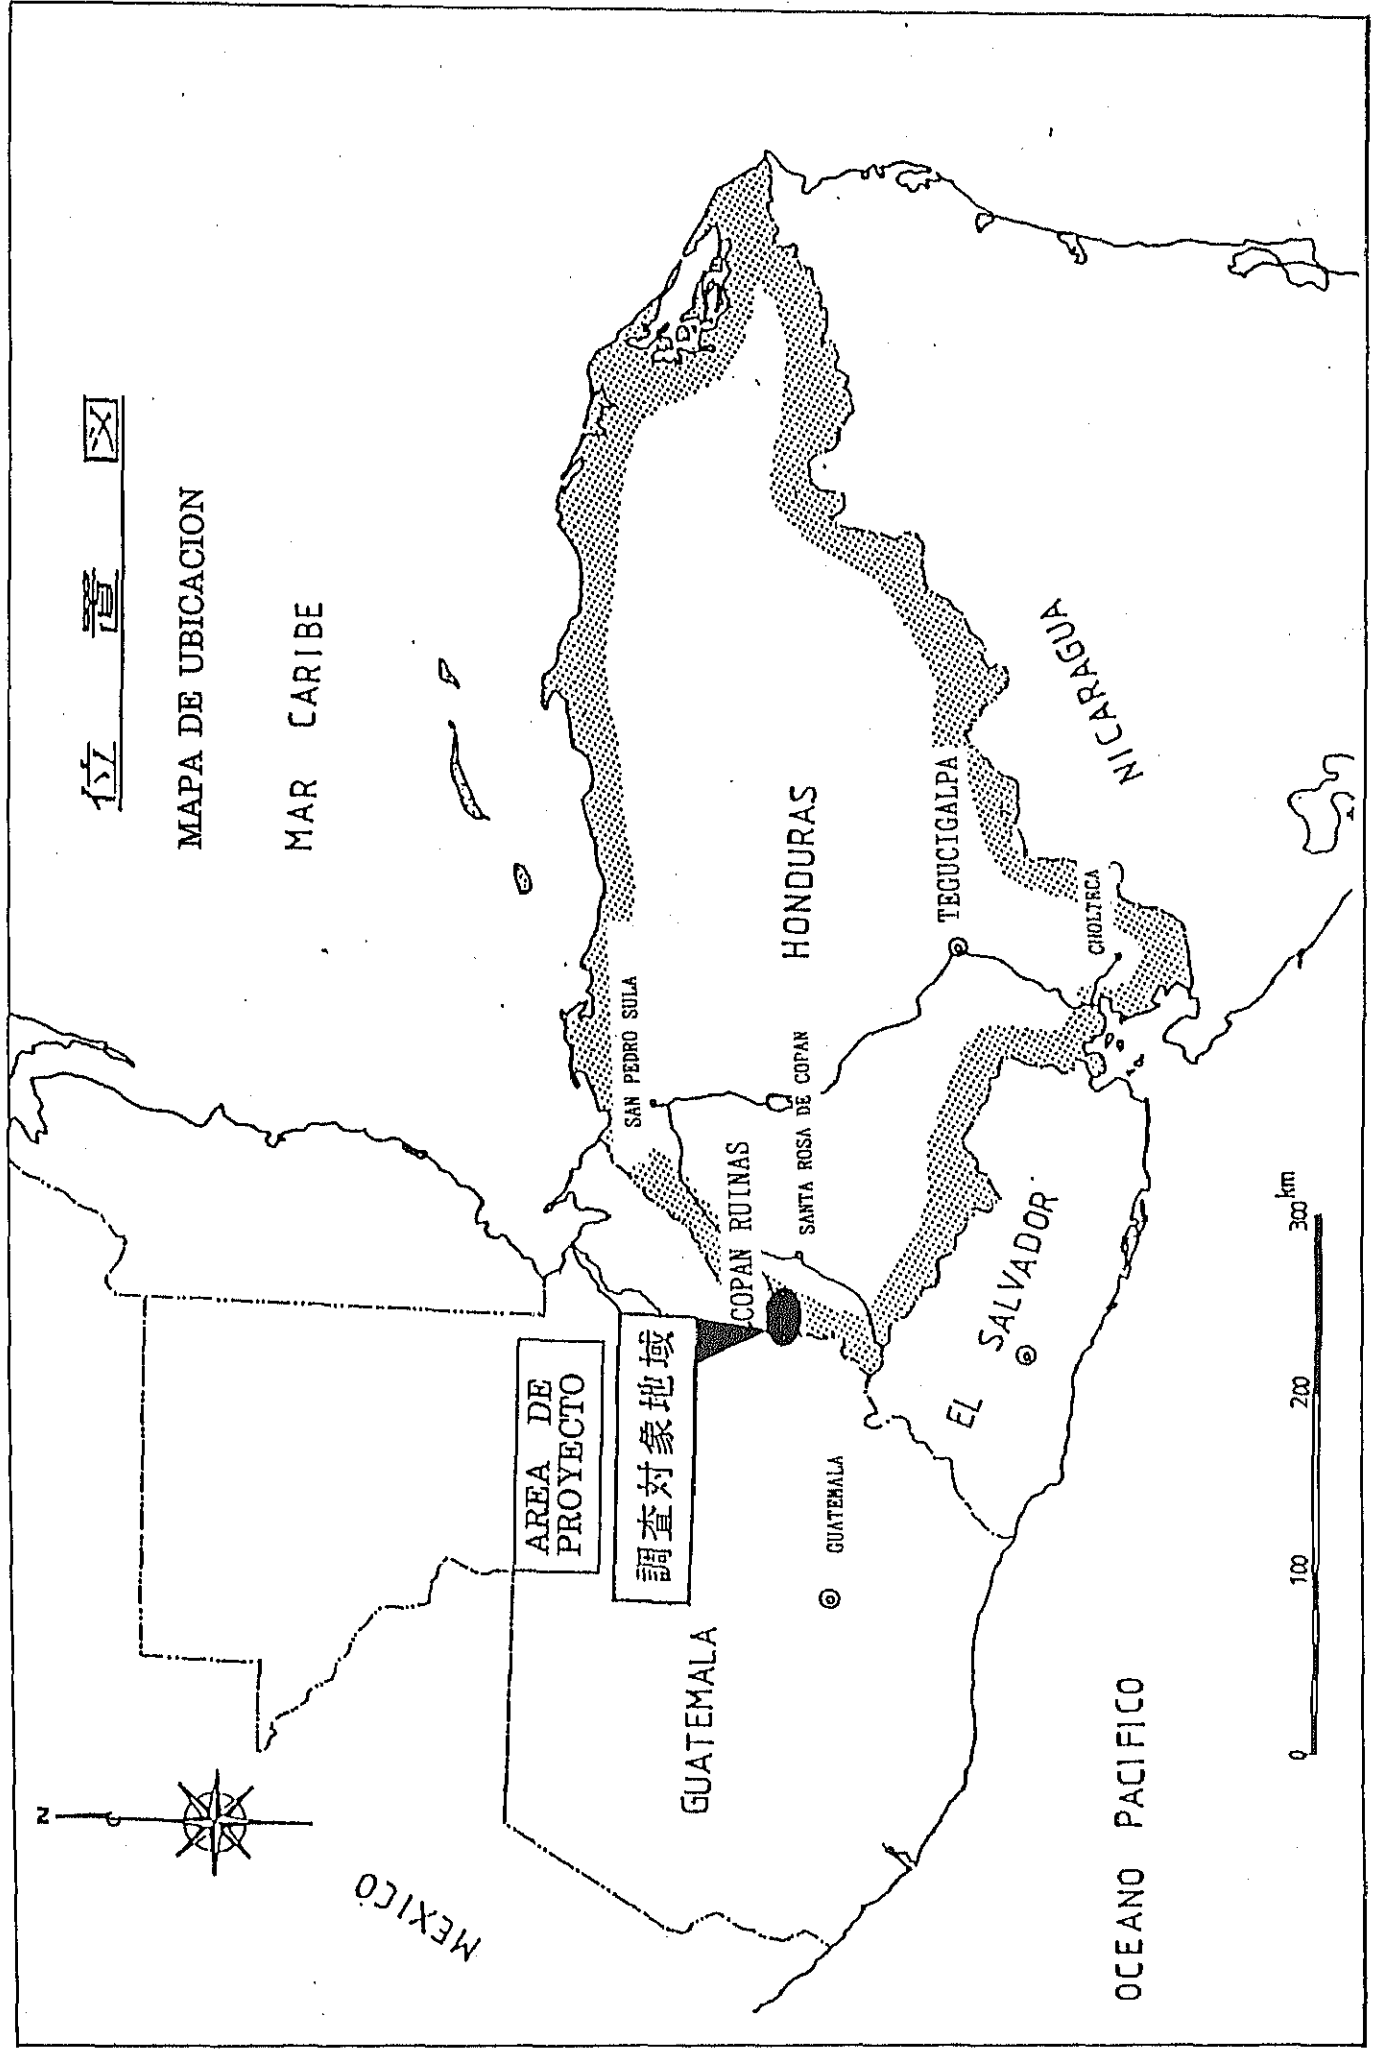 位置図
MAPA DE UBICACION
MAR CARIBE
N
MEXICO
AREA DE
PROYECTO
調査対象地域
COPAN RUINAS
SAN PEDRO SULA
SANTA ROSA DE COPAN
HONDURAS
TEGUCIGALPA
CHOLTECA
NICARAGUA
GUATEMALA
GUATEMALA
EL SALVADOR
OCEANO PACIFICO
0 100 200 300 km